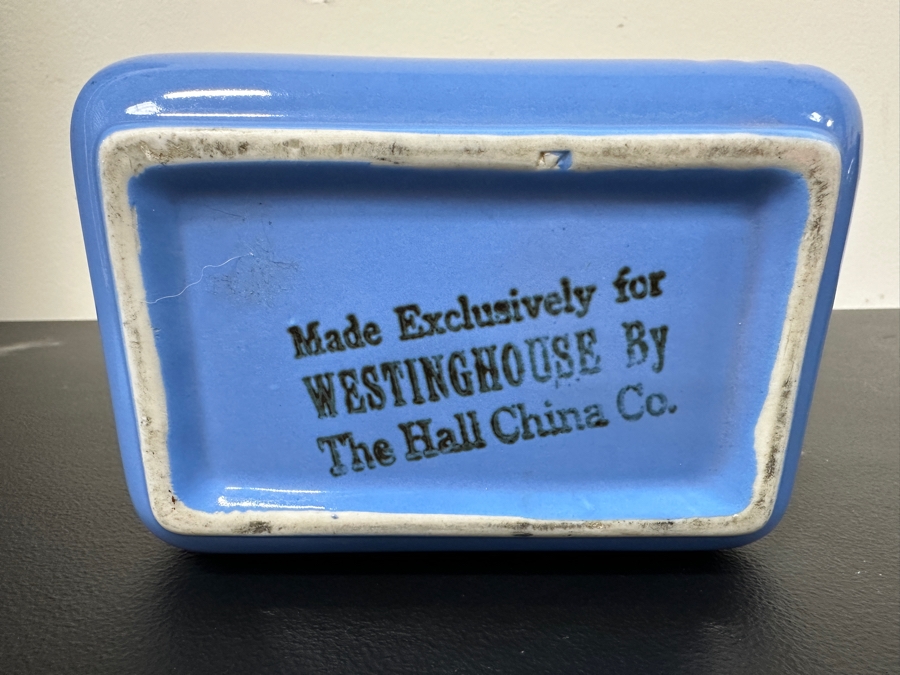 Made Exclusively for
WESTINGHOUSE By
The Hall China Co.